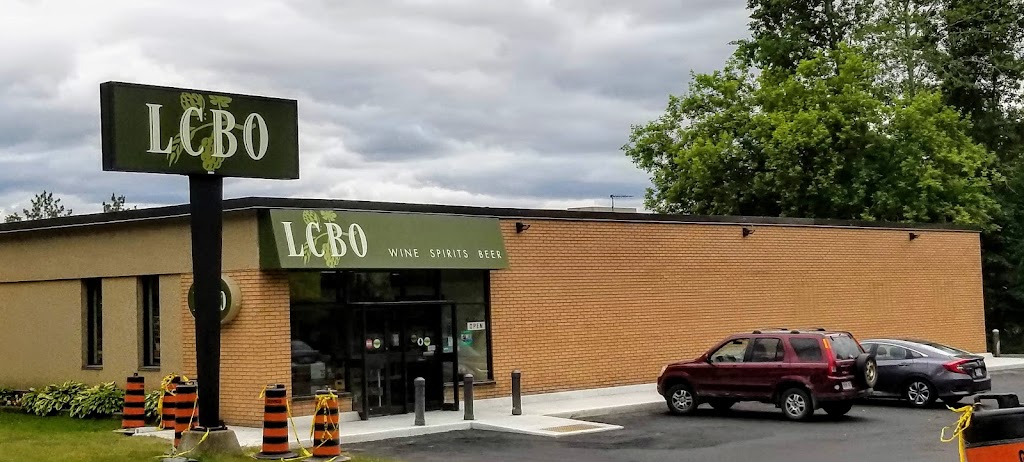 LCBO
LCBO
WINE SPIRITS BEER
OPEN